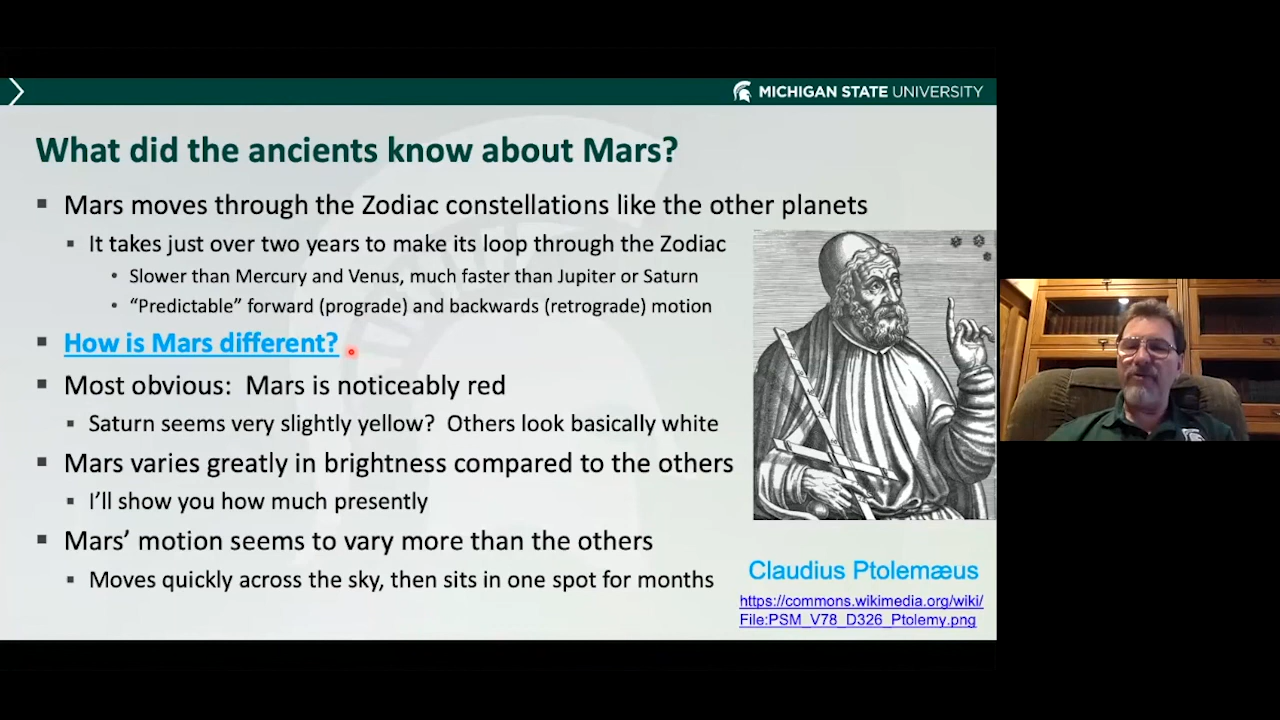 MICHIGAN STATE UNIVERSITY
What did the ancients know about Mars?
Mars moves through the Zodiac constellations like the other planets
It takes just over two years to make its loop through the Zodiac
Slower than Mercury and Venus, much faster than Jupiter or Saturn
“Predictable” forward (prograde) and backwards (retrograde) motion
How is Mars different?
Most obvious:  Mars is noticeably red
Saturn seems very slightly yellow?  Others look basically white
Mars varies greatly in brightness compared to the others
I’ll show you how much presently
Mars’ motion seems to vary more than the others
Moves quickly across the sky, then sits in one spot for months
Claudius Ptolemæus
https://commons.wikimedia.org/wiki/
File:PSM_V78_D326_Ptolemy.png